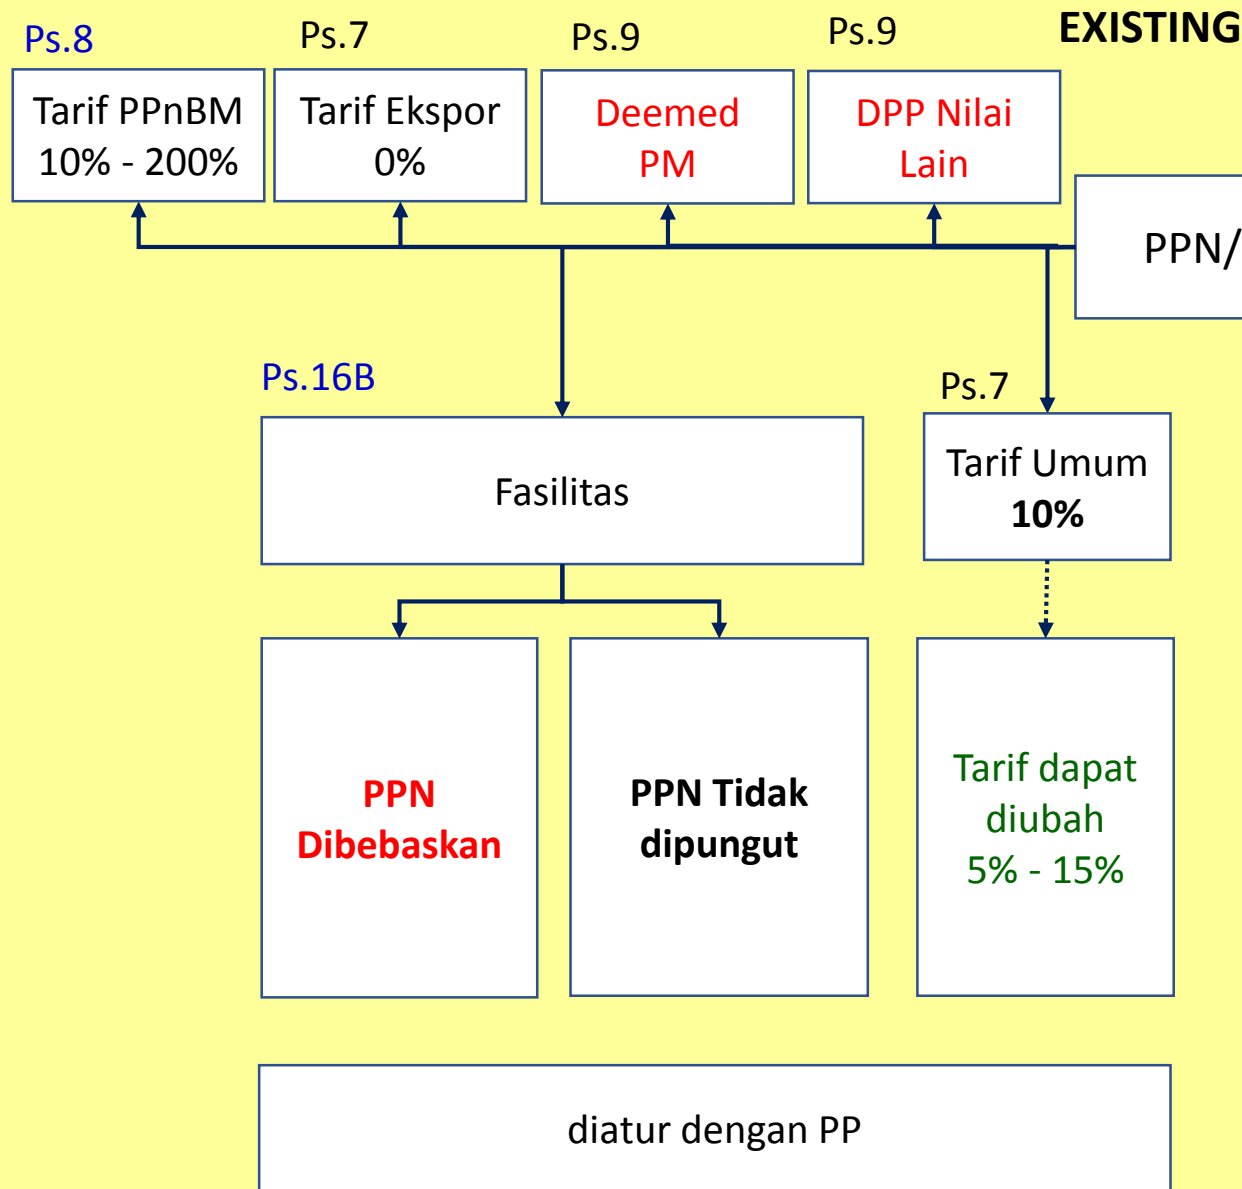 EXISTING
Ps.8
Ps.7
Ps.9
Ps.9
Tarif PPnBM
10% - 200%
Tarif Ekspor
0%
Deemed
PM
DPP Nilai
Lain
PPN/
Ps.16B
Fasilitas
Ps.7
Tarif Umum
10%
PPN
Dibebaskan
PPN Tidak
dipungut
Tarif dapat
diubah
5% - 15%
diatur dengan PP